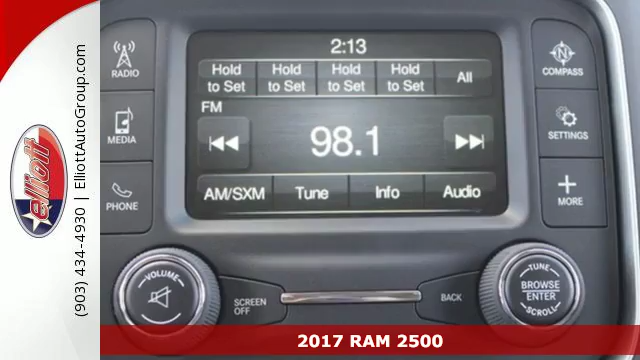 2:13
Hold to Set
Hold to Set
Hold to Set
Hold to Set
All
FM
98.1
AM/SXM
Tune
Info
Audio
RADIO
MEDIA
PHONE
COMPASS
SETTINGS
MORE
VOLUME
SCREEN OFF
BACK
TUNE
BROWSE
ENTER
SCROLL
elliott
(903) 434-4930 | ElliottAutoGroup.com
2017 RAM 2500